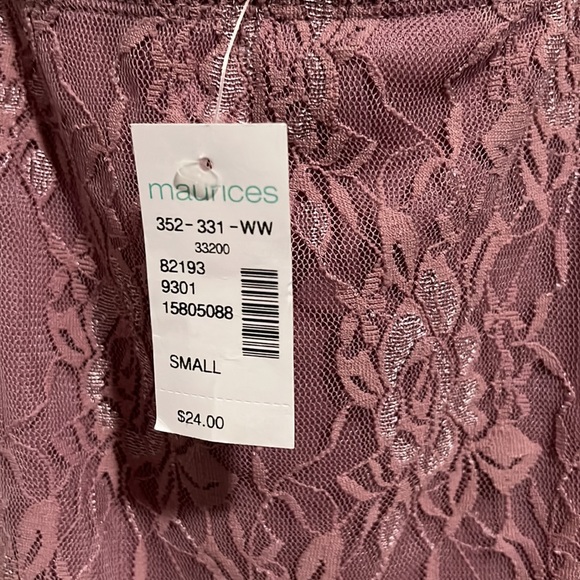 maurices
352-331-WW
33200
82193
9301
15805088
SMALL
$24.00